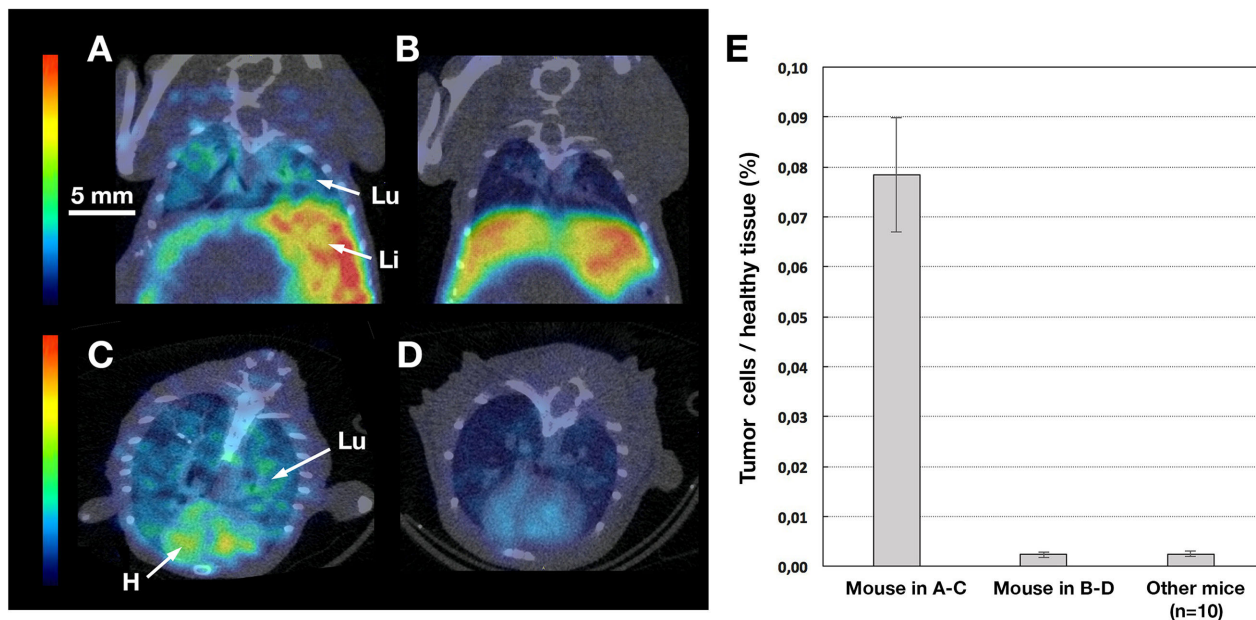 A
B
E
5 mm
Lu
Li
C
D
Lu
H
Tumor cells / healthy tissue (%)
0,10
0,09
0,08
0,07
0,06
0,05
0,04
0,03
0,02
0,01
0,00
Mouse in A-C
Mouse in B-D
Other mice
(n=10)